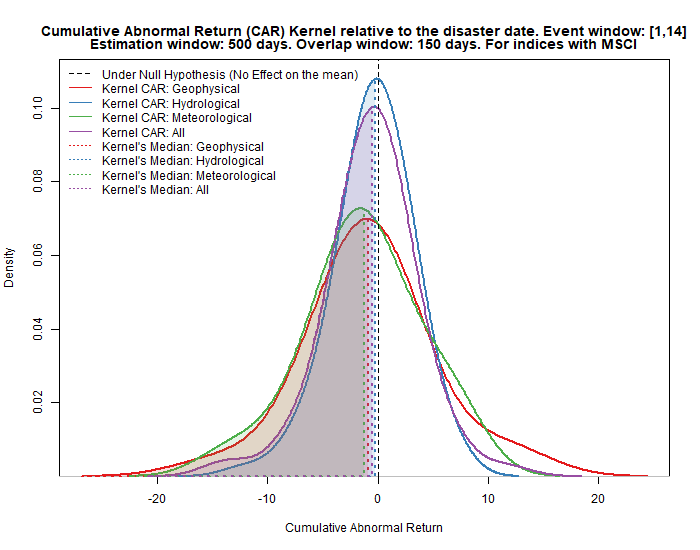 Cumulative Abnormal Return (CAR) Kernel relative to the disaster date. Event window: [1,14]
Estimation window: 500 days. Overlap window: 150 days. For indices with MSCI
Under Null Hypothesis (No Effect on the mean)
Kernel CAR: Geophysical
Kernel CAR: Hydrological
Kernel CAR: Meteorological
Kernel CAR: All
Kernel's Median: Geophysical
Kernel's Median: Hydrological
Kernel's Median: Meteorological
Kernel's Median: All
Density
0.10
0.08
0.06
0.04
0.02
-20
-10
0
10
20
Cumulative Abnormal Return